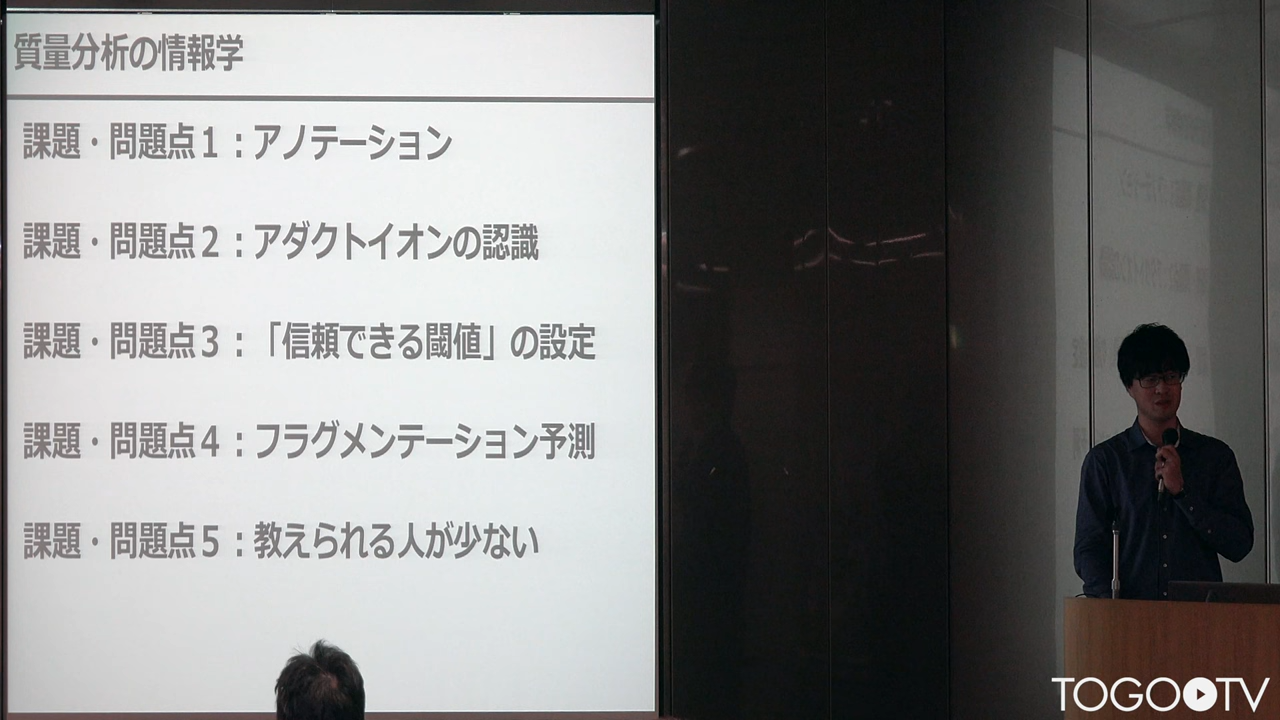 質量分析の情報学
課題・問題点１：アノテーション
課題・問題点２：アダクトイオンの認識
課題・問題点３：「信頼できる閾値」の設定
課題・問題点４：フラグメンテーション予測
課題・問題点５：教えられる人が少ない
TOGO TV